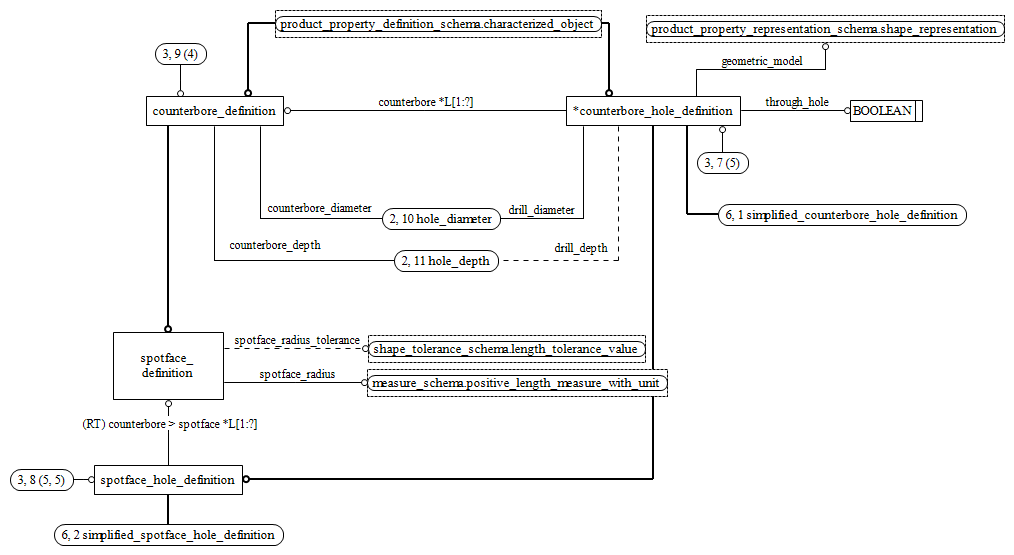 product_property_definition_schema.characterized_object
product_property_representation_schema.shape_representation
3, 9 (4)
geometric_model
counterbore_definition
counterbore *L[1:?]
*counterbore_hole_definition
through_hole
BOOLEAN
3, 7 (5)
counterbore_diameter
2, 10 hole_diameter
drill_diameter
6, 1 simplified_counterbore_hole_definition
counterbore_depth
2, 11 hole_depth
drill_depth
spotface_
definition
spotface_radius_tolerance
shape_tolerance_schema.length_tolerance_value
spotface_radius
measure_schema.positive_length_measure_with_unit
(RT) counterbore > spotface *L[1:?]
3, 8 (5, 5)
spotface_hole_definition
6, 2 simplified_spotface_hole_definition